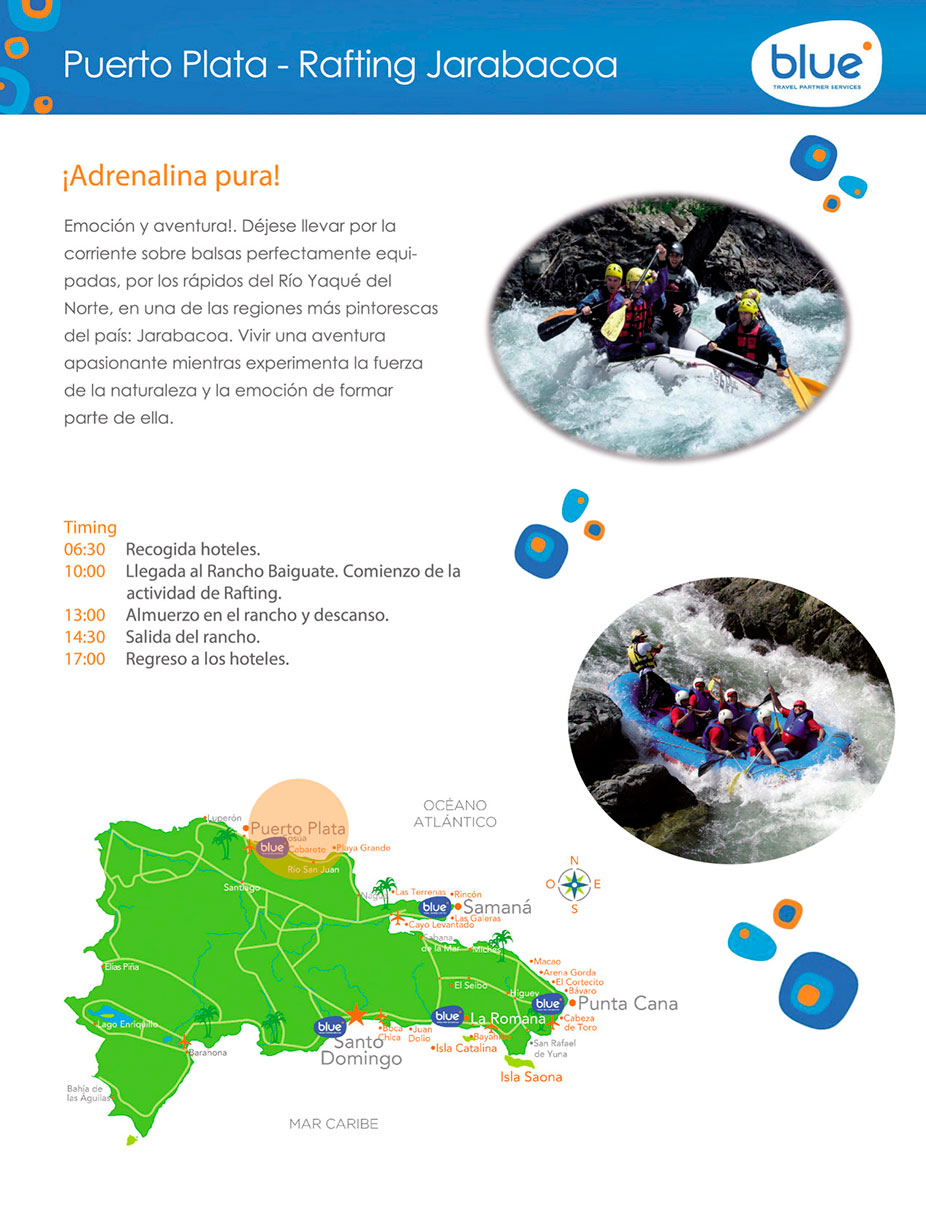 Puerto Plata - Rafting Jarabacoa
blue
TRAVEL PARTNER SERVICES
¡Adrenalina pura!
Emoción y aventura!. Déjese llevar por la
corriente sobre balsas perfectamente equi-
padas, por los rápidos del Río Yaqué del
Norte, en una de las regiones más pintorescas
del país: Jarabacoa. Vivir una aventura
apasionante mientras experimenta la fuerza
de la naturaleza y la emoción de formar
parte de ella.
Timing
06:30 Recogida hoteles.
10:00 Llegada al Rancho Baiguate. Comienzo de la
actividad de Rafting.
13:00 Almuerzo en el rancho y descanso.
14:30 Salida del rancho.
17:00 Regreso a los hoteles.
OCÉANO
ATLÁNTICO
Luperón
Puerto Plata
blue
Cabarete
Playa Grande
Río San Juan
Santiago
N
O
E
S
Las Terrenas
Rincón
blue
Samaná
Las Galeras
Cayo Levantado
Sabana
de la Mar
Miches
Macao
Arena Gorda
El Cortecito
Bávaro
Elías Piña
El Seibo
Higuey
blue
Punta Cana
Cabeza
de Toro
Lago Enriquillo
blue
Santo
Domingo
Boca
Chica
Juan
Dolio
blue
La Romana
Isla Catalina
San Rafael
de Yuna
Barahona
Isla Saona
Bahía de
las Águilas
MAR CARIBE